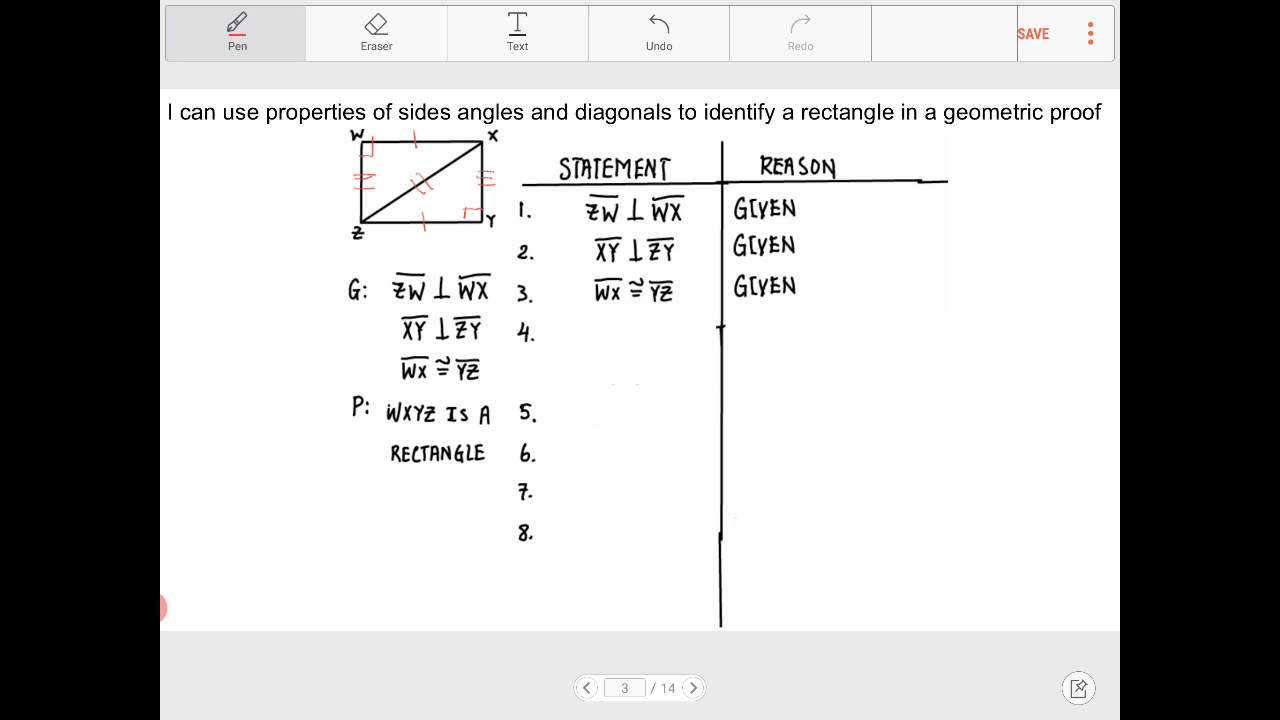 Pen Eraser Text Undo Redo SAVE
I can use properties of sides angles and diagonals to identify a rectangle in a geometric proof
W X
Z Y
STATEMENT REASON
1. ZW ⊥ WX GIVEN
2. XY ⊥ ZY GIVEN
3. WX ≅ YZ GIVEN
4.
5.
6.
7.
8.
G: ZW ⊥ WX
XY ⊥ ZY
WX ≅ YZ
P: WXYZ IS A
RECTANGLE
3 / 14